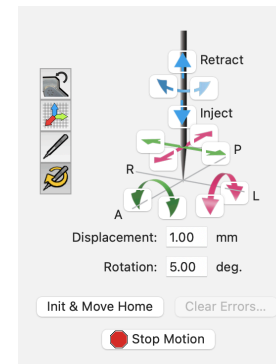 Retract
Inject
P
R
L
A
Displacement: 1.00 mm
Rotation: 5.00 deg.
Init & Move Home Clear Errors...
Stop Motion